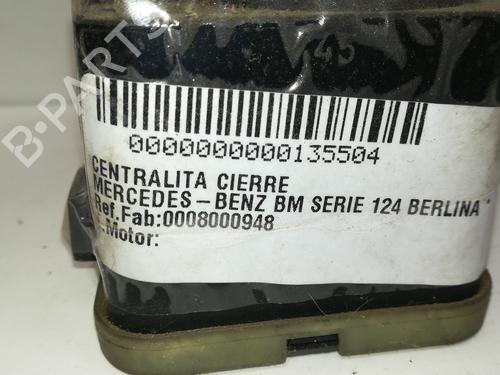 B-PARTS
0000000000135504
CENTRALITA CIERRE
MERCEDES-BENZ BM SERIE 124 BERLINA
Ref.Fab:0008000948
.Motor: